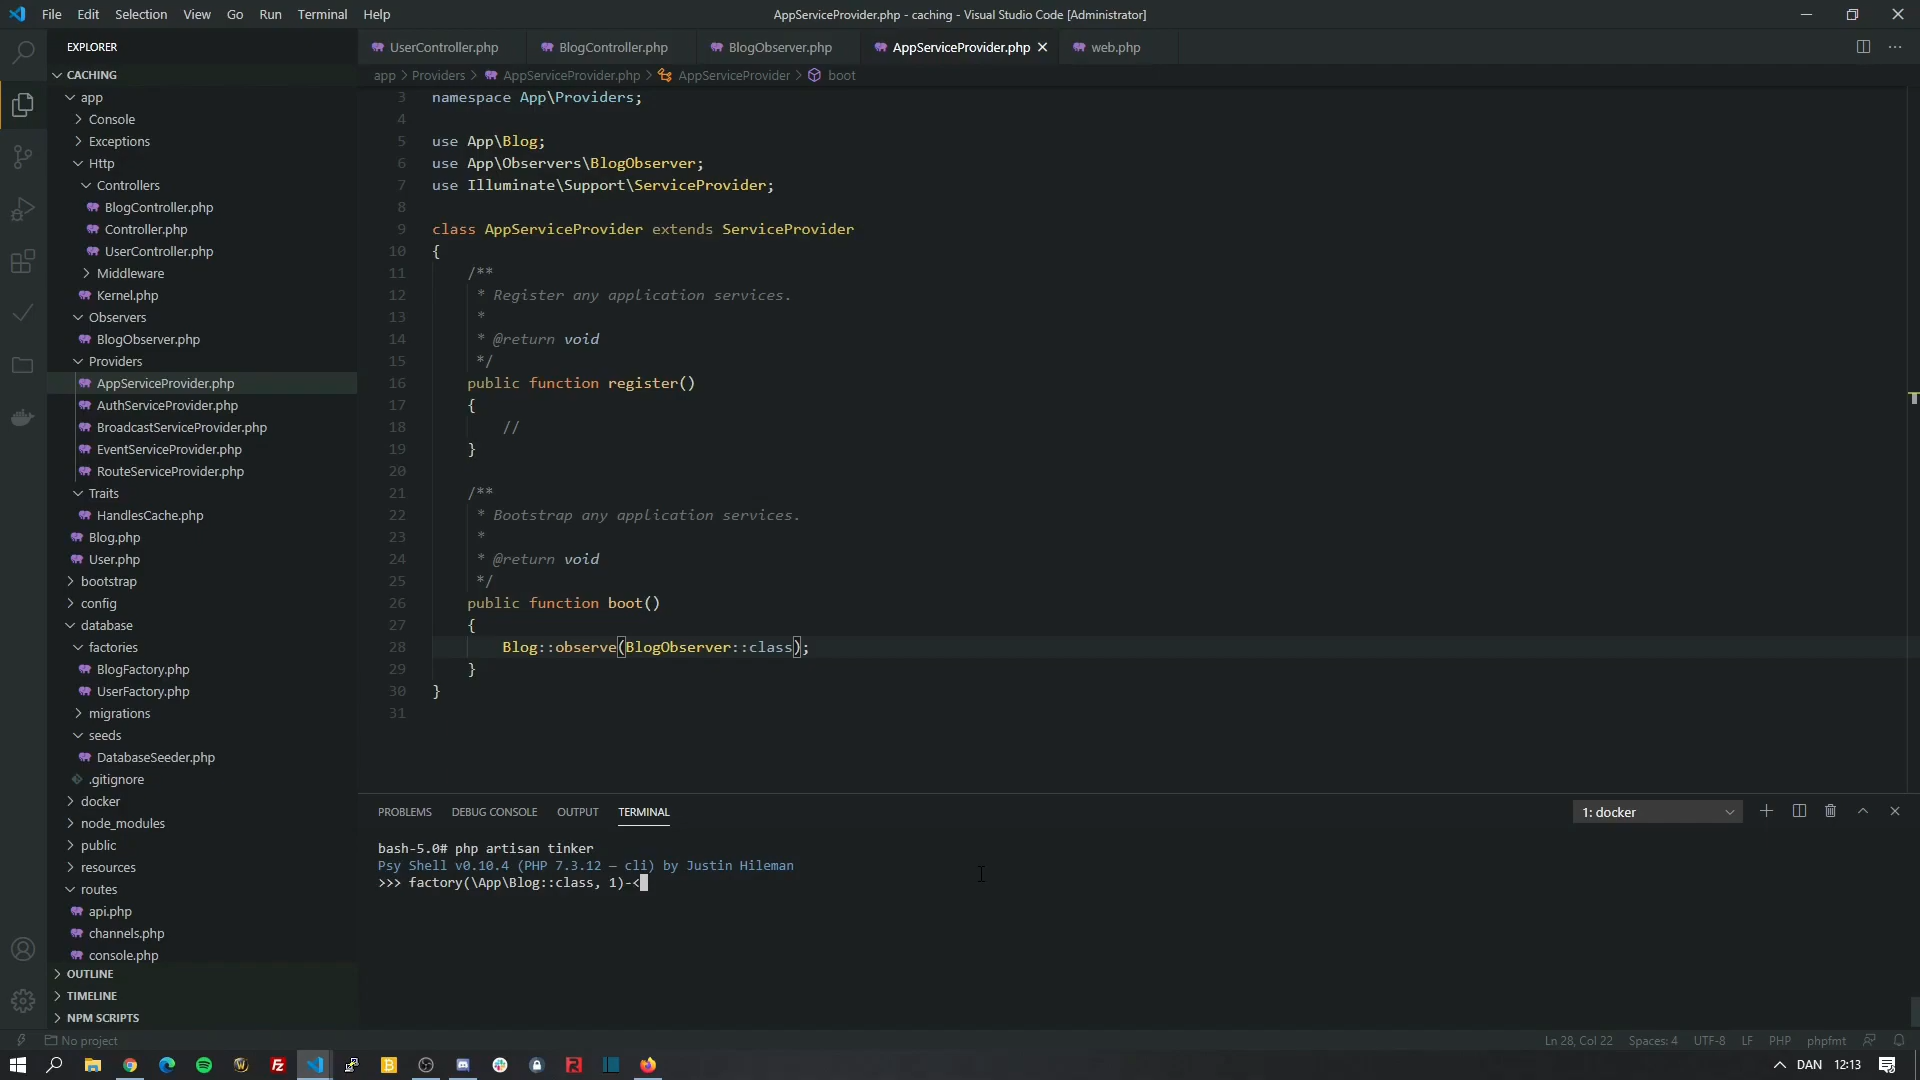 File Edit Selection View Go Run Terminal Help
AppServiceProvider.php - caching - Visual Studio Code [Administrator]
EXPLORER
CACHING
app
Console
Exceptions
Http
Controllers
BlogController.php
Controller.php
UserController.php
Middleware
Kernel.php
Observers
BlogObserver.php
Providers
AppServiceProvider.php
AuthServiceProvider.php
BroadcastServiceProvider.php
EventServiceProvider.php
RouteServiceProvider.php
Traits
HandlesCache.php
Blog.php
User.php
bootstrap
config
database
factories
BlogFactory.php
UserFactory.php
migrations
seeds
DatabaseSeeder.php
.gitignore
docker
node_modules
public
resources
routes
api.php
channels.php
console.php
OUTLINE
TIMELINE
NPM SCRIPTS
UserController.php BlogController.php BlogObserver.php AppServiceProvider.php web.php
app > Providers > AppServiceProvider.php > AppServiceProvider > boot
3 namespace App\Providers;
4
5 use App\Blog;
6 use App\Observers\BlogObserver;
7 use Illuminate\Support\ServiceProvider;
8
9 class AppServiceProvider extends ServiceProvider
10 {
11 /**
12 * Register any application services.
13 *
14 * @return void
15 */
16 public function register()
17 {
18 //
19 }
20
21 /**
22 * Bootstrap any application services.
23 *
24 * @return void
25 */
26 public function boot()
27 {
28 Blog::observe(BlogObserver::class);
29 }
30 }
31
PROBLEMS DEBUG CONSOLE OUTPUT TERMINAL
1: docker
bash-5.0# php artisan tinker
Psy Shell v0.10.4 (PHP 7.3.12 — cli) by Justin Hileman
>>> factory(\App\Blog::class, 1)-<
No project
Ln 28, Col 22 Spaces: 4 UTF-8 LF PHP phpfmt
DAN 12:13